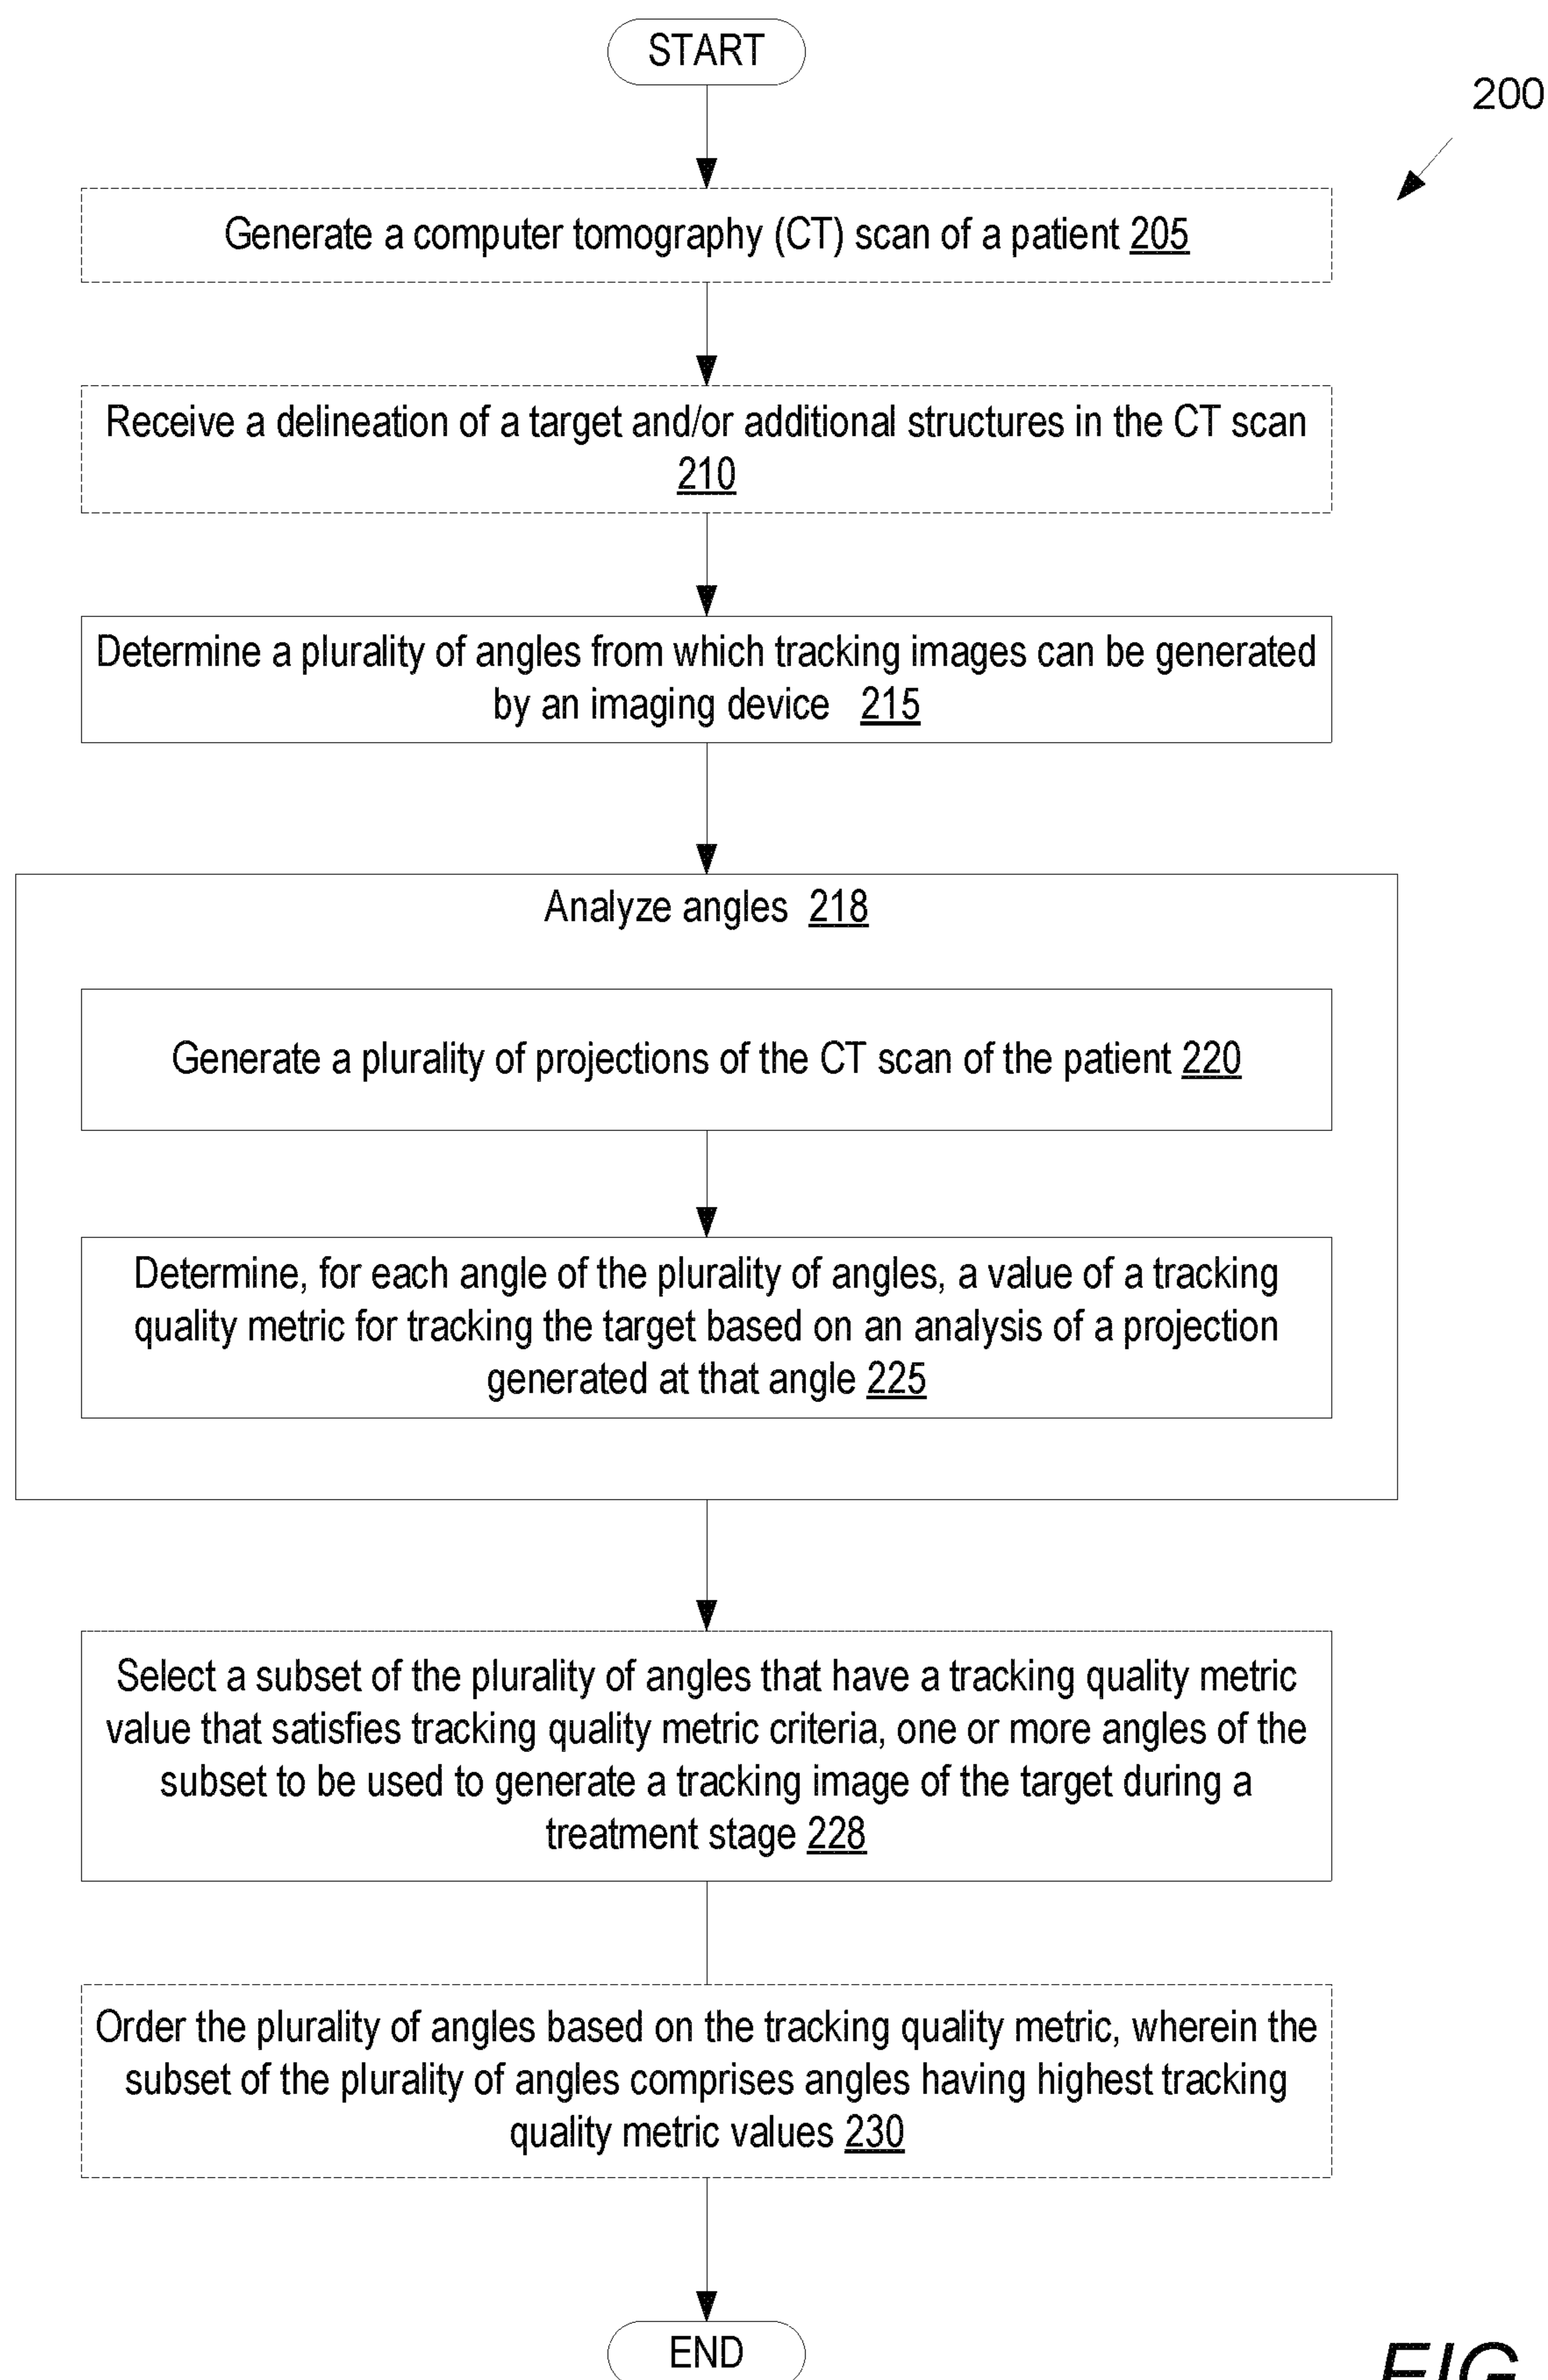 START
200
Generate a computer tomography (CT) scan of a patient 205
Receive a delineation of a target and/or additional structures in the CT scan
210
Determine a plurality of angles from which tracking images can be generated
by an imaging device 215
Analyze angles 218
Generate a plurality of projections of the CT scan of the patient 220
Determine, for each angle of the plurality of angles, a value of a tracking
quality metric for tracking the target based on an analysis of a projection
generated at that angle 225
Select a subset of the plurality of angles that have a tracking quality metric
value that satisfies tracking quality metric criteria, one or more angles of the
subset to be used to generate a tracking image of the target during a
treatment stage 228
Order the plurality of angles based on the tracking quality metric, wherein the
subset of the plurality of angles comprises angles having highest tracking
quality metric values 230
END
FIG